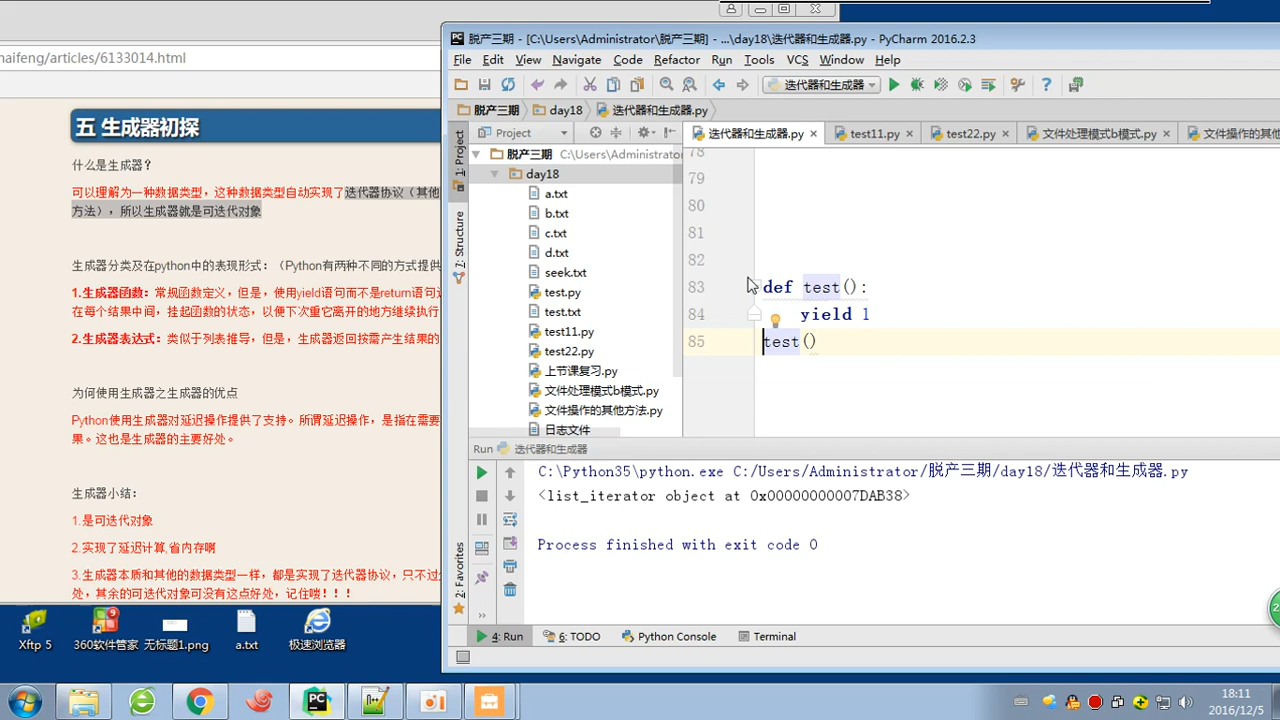 naifeng/articles/6133014.html
五 生成器初探
什么是生成器？
可以理解为一种数据类型，这种数据类型自动实现了迭代器协议（其他
方法），所以生成器就是可迭代对象
生成器分类及在python中的表现形式：（Python有两种不同的方式提供
1.生成器函数：常规函数定义，但是，使用yield语句而不是return语句
在每个结果中间，挂起函数的状态，以便下次重它离开的地方继续执行
2.生成器表达式：类似于列表推导，但是，生成器返回按需产生结果的
为何使用生成器之生成器的优点
Python使用生成器对延迟操作提供了支持。所谓延迟操作，是指在需要
果。这也是生成器的主要好处。
生成器小结：
1.是可迭代对象
2.实现了延迟计算,省内存啊
3.生成器本质和其他的数据类型一样，都是实现了迭代器协议，只不过
处，其余的可迭代对象可没有这点好处，记住喽！！！
Xftp 5
360软件管家
无标题1.png
a.txt
极速浏览器
脱产三期 - [C:\Users\Administrator\脱产三期] - ...\day18\迭代器和生成器.py - PyCharm 2016.2.3
File Edit View Navigate Code Refactor Run Tools VCS Window Help
迭代器和生成器
脱产三期 day18 迭代器和生成器.py
Project
迭代器和生成器.py test11.py test22.py 文件处理模式b模式.py 文件操作的其
1: Project
7: Structure
2: Favorites
脱产三期 C:\Users\Administrato
day18
a.txt
b.txt
c.txt
d.txt
seek.txt
test.py
test.txt
test11.py
test22.py
上节课复习.py
文件处理模式b模式.py
文件操作的其他方法.py
日志文件
78
79
80
81
82
83 def test():
84 yield 1
85 test()
Run 迭代器和生成器
C:\Python35\python.exe C:/Users/Administrator/脱产三期/day18/迭代器和生成器.py
<list_iterator object at 0x00000000007DAB38>
Process finished with exit code 0
4: Run 6: TODO Python Console Terminal
18:11
2016/12/5